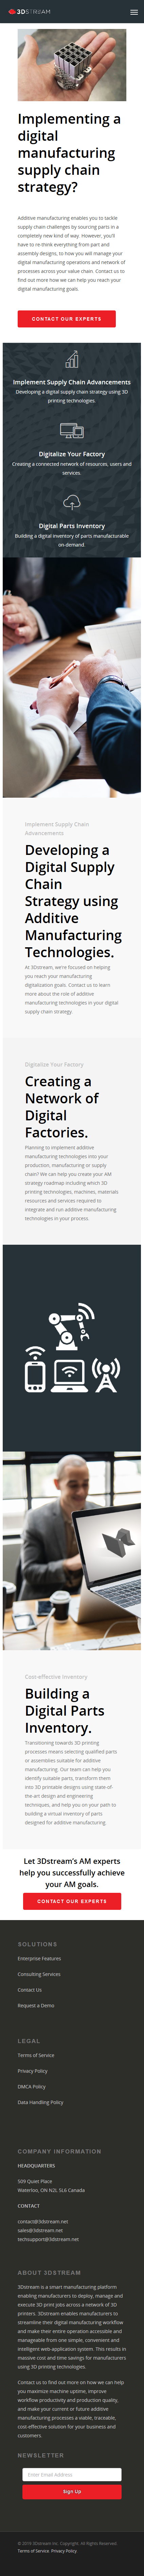 3DSTREAM
Implementing a
digital
manufacturing
supply chain
strategy?
Additive manufacturing enables you to tackle
supply chain challenges by sourcing parts in a
completely new kind of way. However, you'll
have to re-think everything from part and
assembly designs, to how you will manage your
digital manufacturing operations and network of
processes across your value chain. Contact us to
find out more how we can help you reach your
digital manufacturing goals.
CONTACT OUR EXPERTS
Implement Supply Chain Advancements
Developing a digital supply chain strategy using 3D
printing technologies.
Digitalize Your Factory
Creating a connected network of resources, users and
services.
Digital Parts Inventory
Building a digital inventory of parts manufacturable
on-demand.
Implement Supply Chain
Advancements
Developing a
Digital Supply
Chain
Strategy using
Additive
Manufacturing
Technologies.
At 3Dstream, we're focused on helping
you reach your manufacturing
digitalization goals. Contact us to learn
more about the role of additive
manufacturing technologies in your digital
supply chain strategy.
Digitalize Your Factory
Creating a
Network of
Digital
Factories.
Planning to implement additive
manufacturing technologies into your
production, manufacturing or supply
chain? We can help you create your AM
strategy roadmap including which 3D
printing technologies, machines, materials
resources and services required to
integrate and run additive manufacturing
technologies in your process.
Cost-effective Inventory
Building a
Digital Parts
Inventory.
Transitioning towards 3D printing
processes means selecting qualified parts
or assemblies suitable for additive
manufacturing. Our team can help you
identify suitable parts, transform them
into 3D printable designs using state-of-
the-art design and engineering
techniques, and help you on your path to
building a virtual inventory of parts
designed for additive manufacturing.
Let 3Dstream's AM experts
help you successfully achieve
your AM goals.
CONTACT OUR EXPERTS
SOLUTIONS
Enterprise Features
Consulting Services
Contact Us
Request a Demo
LEGAL
Terms of Service
Privacy Policy
DMCA Policy
Data Handling Policy
COMPANY INFORMATION
HEADQUARTERS
509 Quiet Place
Waterloo, ON N2L 5L6 Canada
CONTACT
contact@3dstream.net
sales@3dstream.net
techsupport@3dstream.net
ABOUT 3DSTREAM
3Dstream is a smart manufacturing platform
enabling manufacturers to deploy, manage and
execute 3D print jobs across a network of 3D
printers. 3Dstream enables manufacturers to
streamline their digital manufacturing workflow and
and make their entire operation accessible and
manageable from one simple, convenient and
intelligent web-application system. This results in
massive cost and time savings for manufacturers
using 3D printing technologies.
Contact us to find out more on how we can help
you maximize machine uptime, improve
workflow productivity and production quality,
and make your current or future additive
manufacturing processes a viable, traceable,
cost-effective solution for your business and
customers.
NEWSLETTER
Enter Email Address
Sign Up
© 2019 3Dstream Inc. Copyright. All Rights Reserved.
Terms of Service. Privacy Policy.